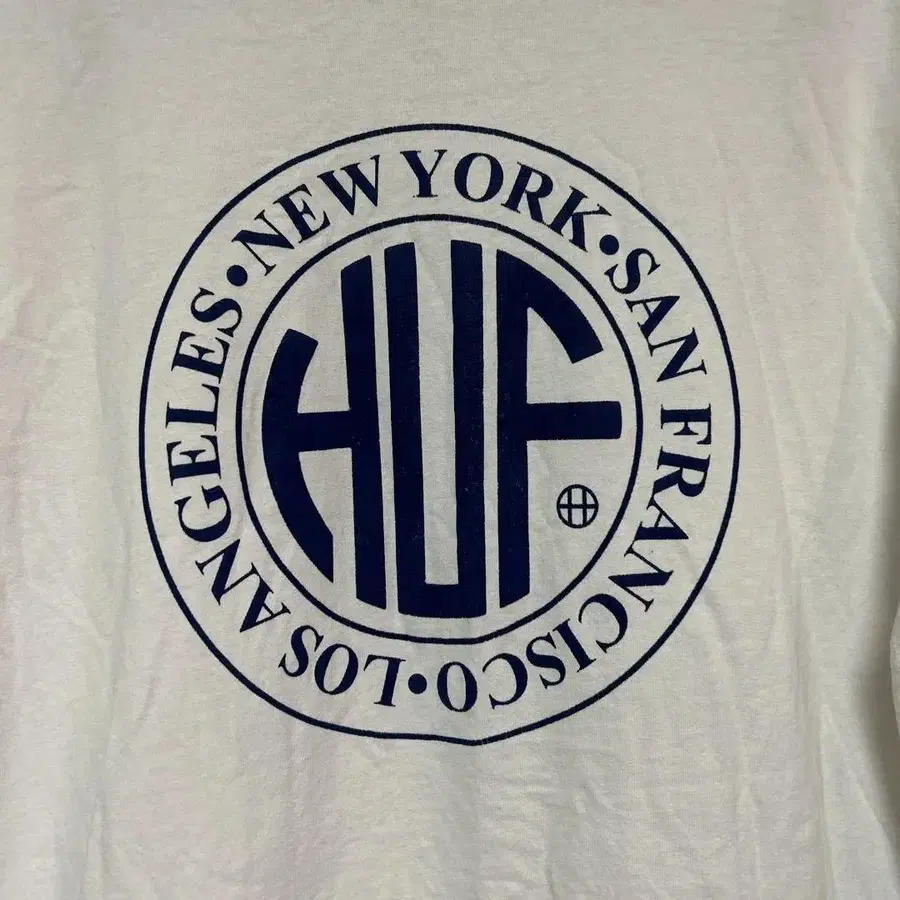 NEW YORK • SAN FRANCISCO • LOS ANGELES •
HUF